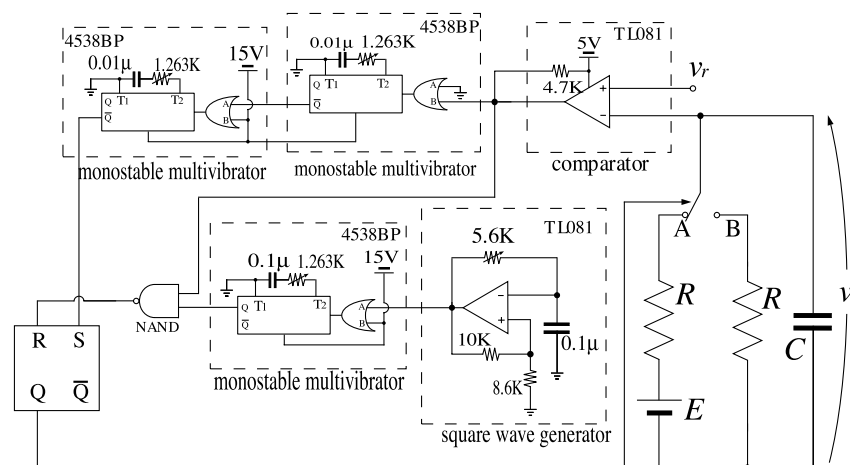 4538BP
0.01μ 1.263K
15V
Q T1 T2
Q
A
B
monostable multivibrator
4538BP
0.01μ 1.263K
Q T1 T2
Q
A
B
monostable multivibrator
TL081
5V
4.7K
+
−
comparator
vr
A B
R
R
C
E
v
4538BP
0.1μ 1.263K
15V
Q T1 T2
Q
A
B
monostable multivibrator
TL081
5.6K
−
+
10K
0.1μ
8.6K
square wave generator
NAND
R S
Q Q